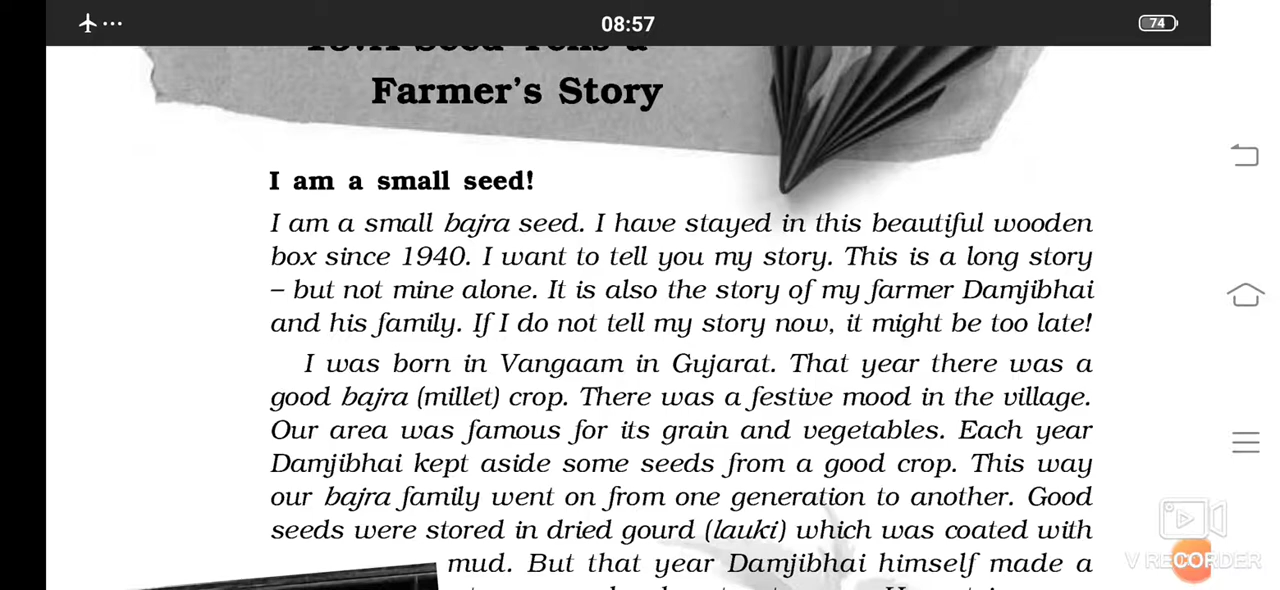 08:57
74
Farmer's Story
I am a small seed!
I am a small bajra seed. I have stayed in this beautiful wooden
box since 1940. I want to tell you my story. This is a long story
– but not mine alone. It is also the story of my farmer Damjibhai
and his family. If I do not tell my story now, it might be too late!
I was born in Vangaam in Gujarat. That year there was a
good bajra (millet) crop. There was a festive mood in the village.
Our area was famous for its grain and vegetables. Each year
Damjibhai kept aside some seeds from a good crop. This way
our bajra family went on from one generation to another. Good
seeds were stored in dried gourd (lauki) which was coated with
mud. But that year Damjibhai himself made a
V RECORDER